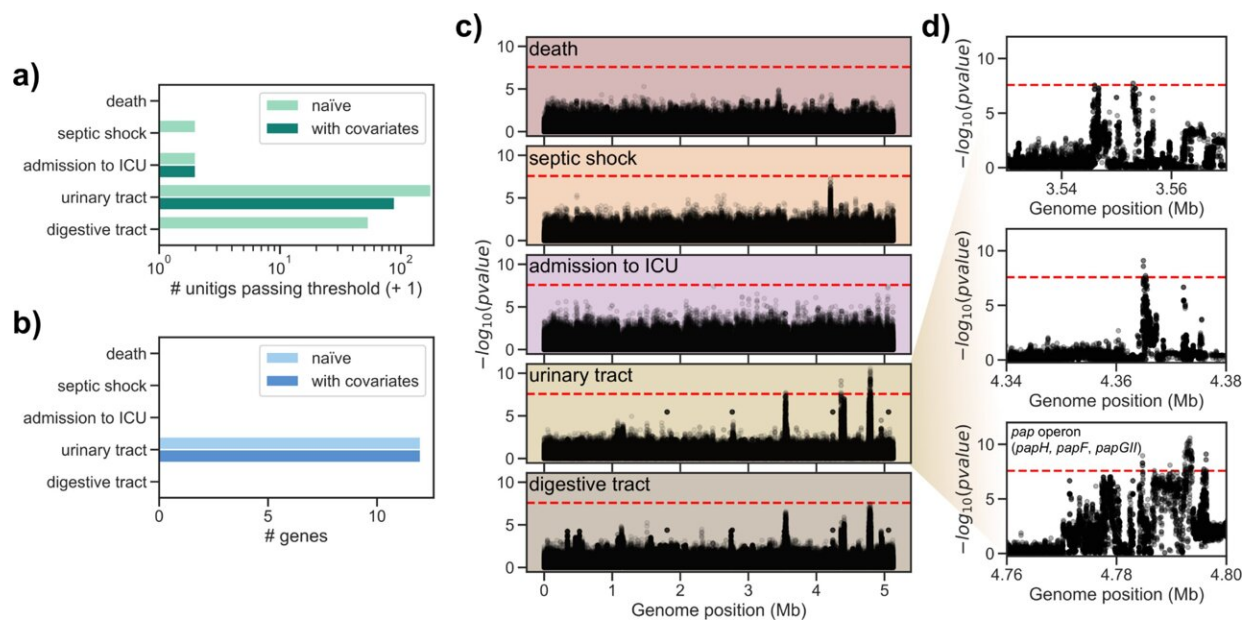 a)
death
septic shock
admission to ICU
urinary tract
digestive tract
naïve
with covariates
10⁰
10¹
10²
# unitigs passing threshold (+ 1)
b)
death
septic shock
admission to ICU
urinary tract
digestive tract
naïve
with covariates
0
5
10
# genes
c)
−log₁₀(pvalue)
10
5
0
death
10
5
0
septic shock
10
5
0
admission to ICU
10
5
0
urinary tract
10
5
0
digestive tract
0
1
2
3
4
5
Genome position (Mb)
d)
−log₁₀(pvalue)
10
5
0
3.54
3.56
Genome position (Mb)
−log₁₀(pvalue)
10
5
0
4.34
4.36
4.38
Genome position (Mb)
−log₁₀(pvalue)
10
5
0
pap operon
(papH, papF, papGII)
4.76
4.78
4.80
Genome position (Mb)